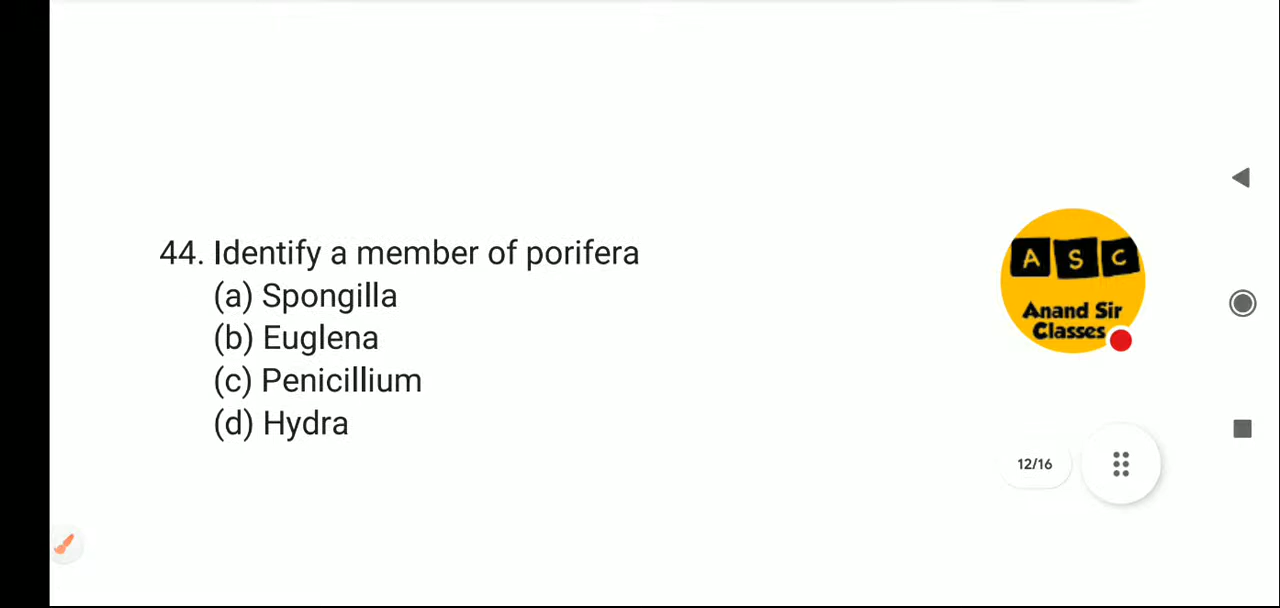 44. Identify a member of porifera
(a) Spongilla
(b) Euglena
(c) Penicillium
(d) Hydra
A S C
Anand Sir
Classes
12/16